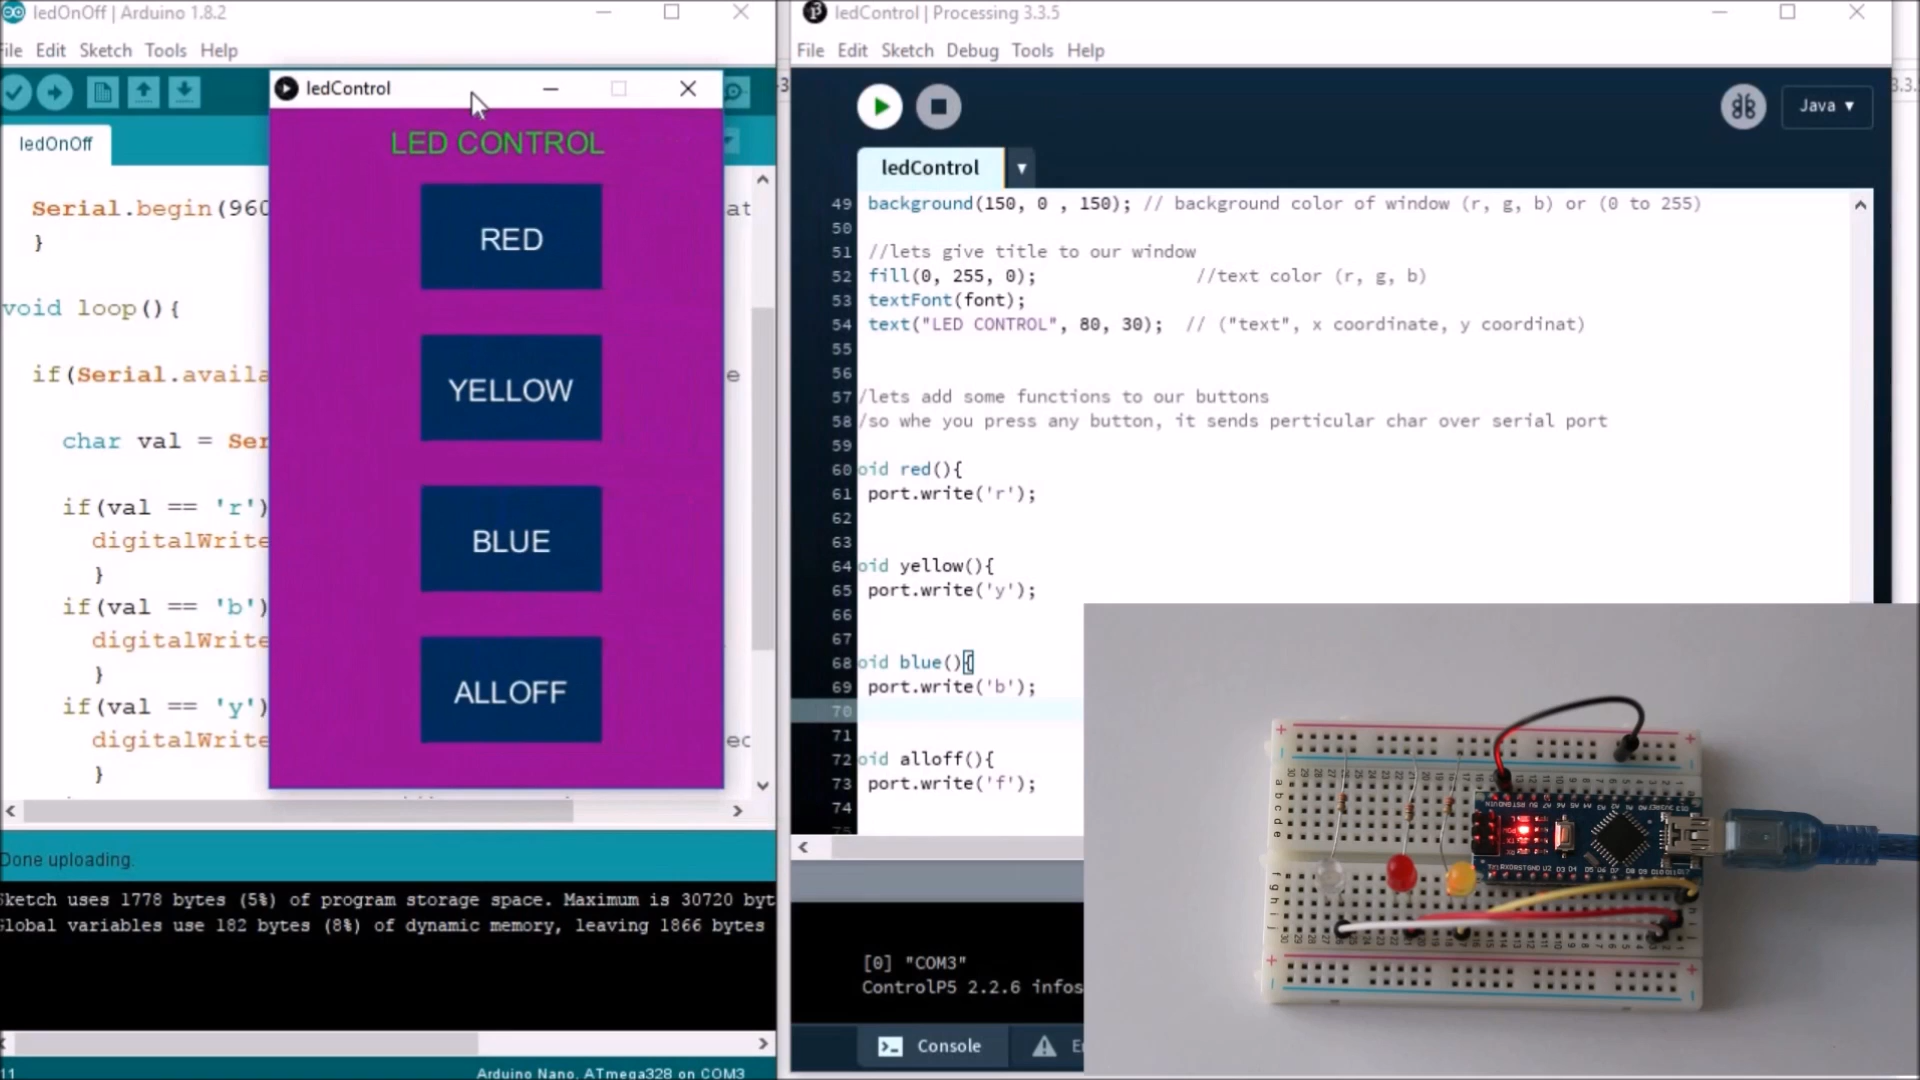 ledOnOff | Arduino 1.8.2
File Edit Sketch Tools Help
ledOnOff
Serial.begin(960
at
}
void loop(){
if(Serial.availa
e
char val = Ser
if(val == 'r')
digitalWrite
}
if(val == 'b')
digitalWrite
}
if(val == 'y')
digitalWrite
ec
}
Done uploading.
Sketch uses 1778 bytes (5%) of program storage space. Maximum is 30720 byt
Global variables use 182 bytes (8%) of dynamic memory, leaving 1866 bytes
11
Arduino Nano, ATmega328 on COM3
ledControl
LED CONTROL
RED
YELLOW
BLUE
ALLOFF
ledControl | Processing 3.3.5
File Edit Sketch Debug Tools Help
Java
ledControl
49 background(150, 0 , 150); // background color of window (r, g, b) or (0 to 255)
50
51 //lets give title to our window
52 fill(0, 255, 0); //text color (r, g, b)
53 textFont(font);
54 text("LED CONTROL", 80, 30); // ("text", x coordinate, y coordinat)
55
56
57 /lets add some functions to our buttons
58 /so whe you press any button, it sends perticular char over serial port
59
60 oid red(){
61 port.write('r');
62
63
64 oid yellow(){
65 port.write('y');
66
67
68 oid blue(){
69 port.write('b');
70
71
72 oid alloff(){
73 port.write('f');
74
75
[0] "COM3"
ControlP5 2.2.6 infos
Console
E